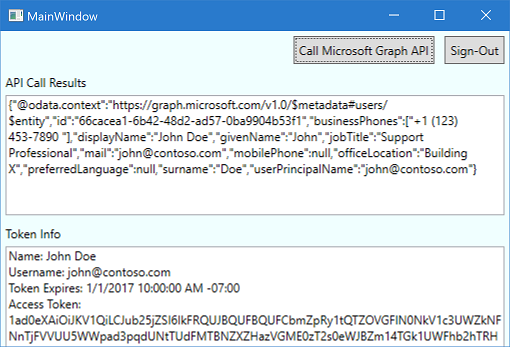 MainWindow
Call Microsoft Graph API
Sign-Out
API Call Results
{"@odata.context":"https://graph.microsoft.com/v1.0/$metadata#users/
$entity","id":"66cacea1-6b42-48d2-ad57-0ba9904b53f1","businessPhones":["+1 (123)
453-7890 "],"displayName":"John Doe","givenName":"John","jobTitle":"Support
Professional","mail":"john@contoso.com","mobilePhone":null,"officeLocation":"Building
X","preferredLanguage":null,"surname":"Doe","userPrincipalName":"john@contoso.com"}
Token Info
Name: John Doe
Username: john@contoso.com
Token Expires: 1/1/2017 10:00:00 AM -07:00
Access Token:
1ad0eXAiOiJKV1QiLCJub25jZSI6IkFRQUJBQUFBQUFCbmZpRy1tQTZOVGFIN0NkV1c3UWZkNF
NnTjFVVUU5WWpad3pqdUNtTUdFMTBNZXZHazVGME0zT2s0eWJBZm14TGk1UWFhb2hTRH